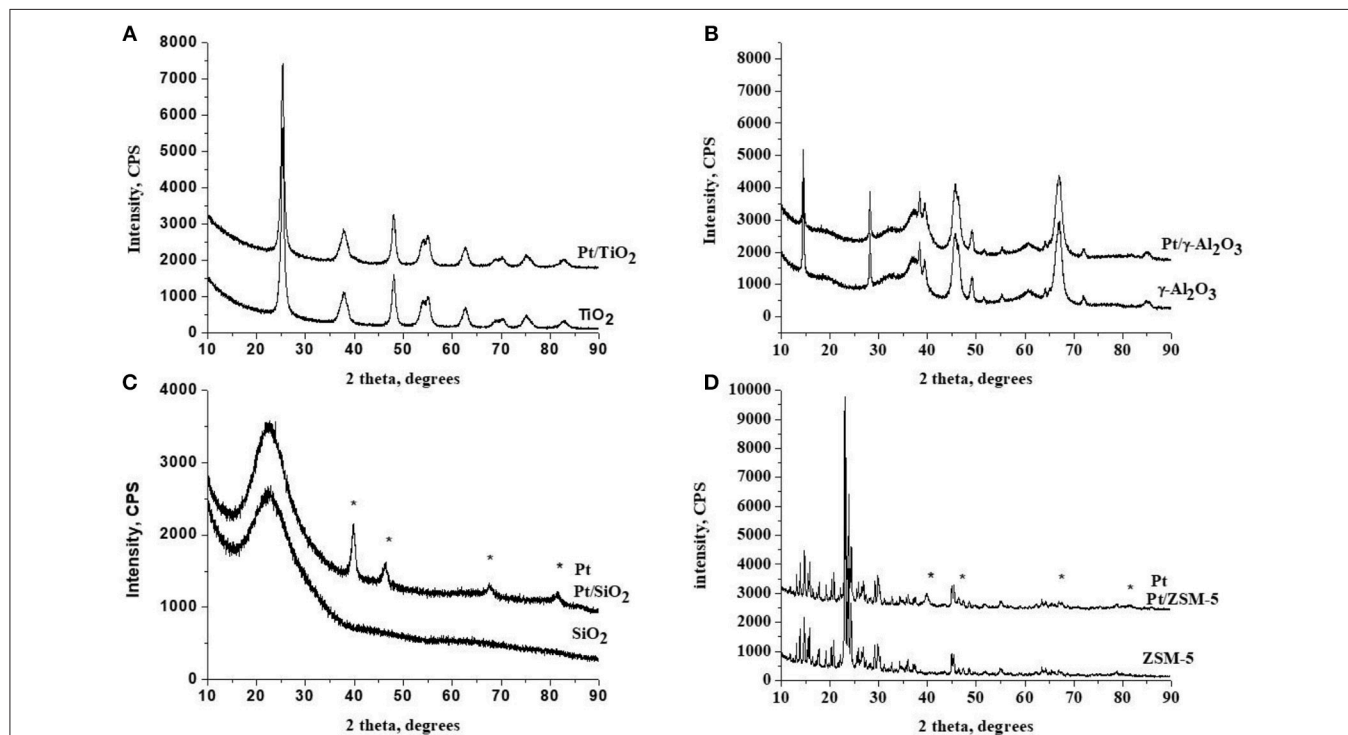 A
8000
7000
6000
5000
4000
3000
2000
1000
0
Intensity, CPS
Pt/TiO₂
TiO₂
10 20 30 40 50 60 70 80 90
2 theta, degrees
B
8000
7000
6000
5000
4000
3000
2000
1000
0
Intensity, CPS
Pt/γ-Al₂O₃
γ-Al₂O₃
10 20 30 40 50 60 70 80 90
2 theta, degrees
C
4000
3000
2000
1000
0
Intensity, CPS
* * * *
Pt
Pt/SiO₂
SiO₂
10 20 30 40 50 60 70 80 90
2 theta, degrees
D
10000
9000
8000
7000
6000
5000
4000
3000
2000
1000
0
intensity, CPS
* * * *
Pt
Pt/ZSM-5
ZSM-5
10 20 30 40 50 60 70 80 90
2 theta, degrees